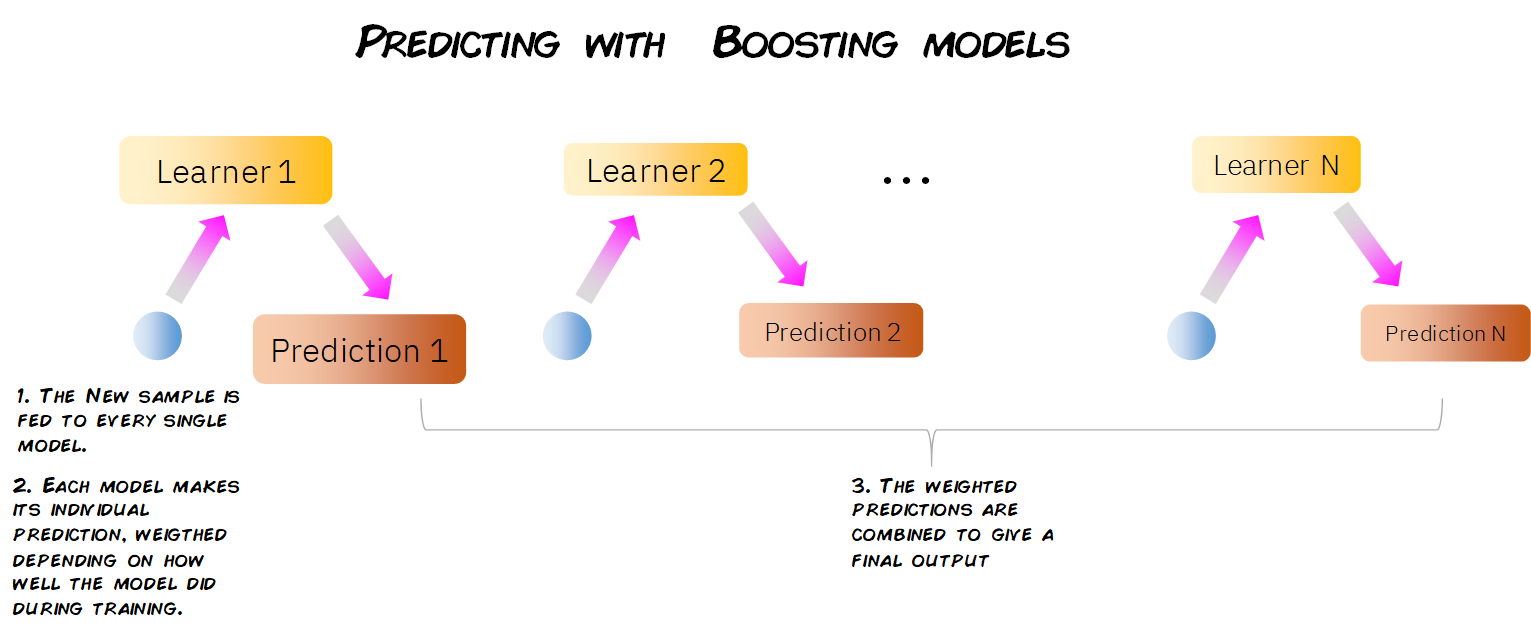 Predicting with Boosting models
Learner 1
Learner 2
...
Learner N
Prediction 1
Prediction 2
Prediction N
1. The New sample is
fed to every single
model.
2. Each model makes
its individual
prediction, weigthed
depending on how
well the model did
during training.
3. The weighted
predictions are
combined to give a
final output